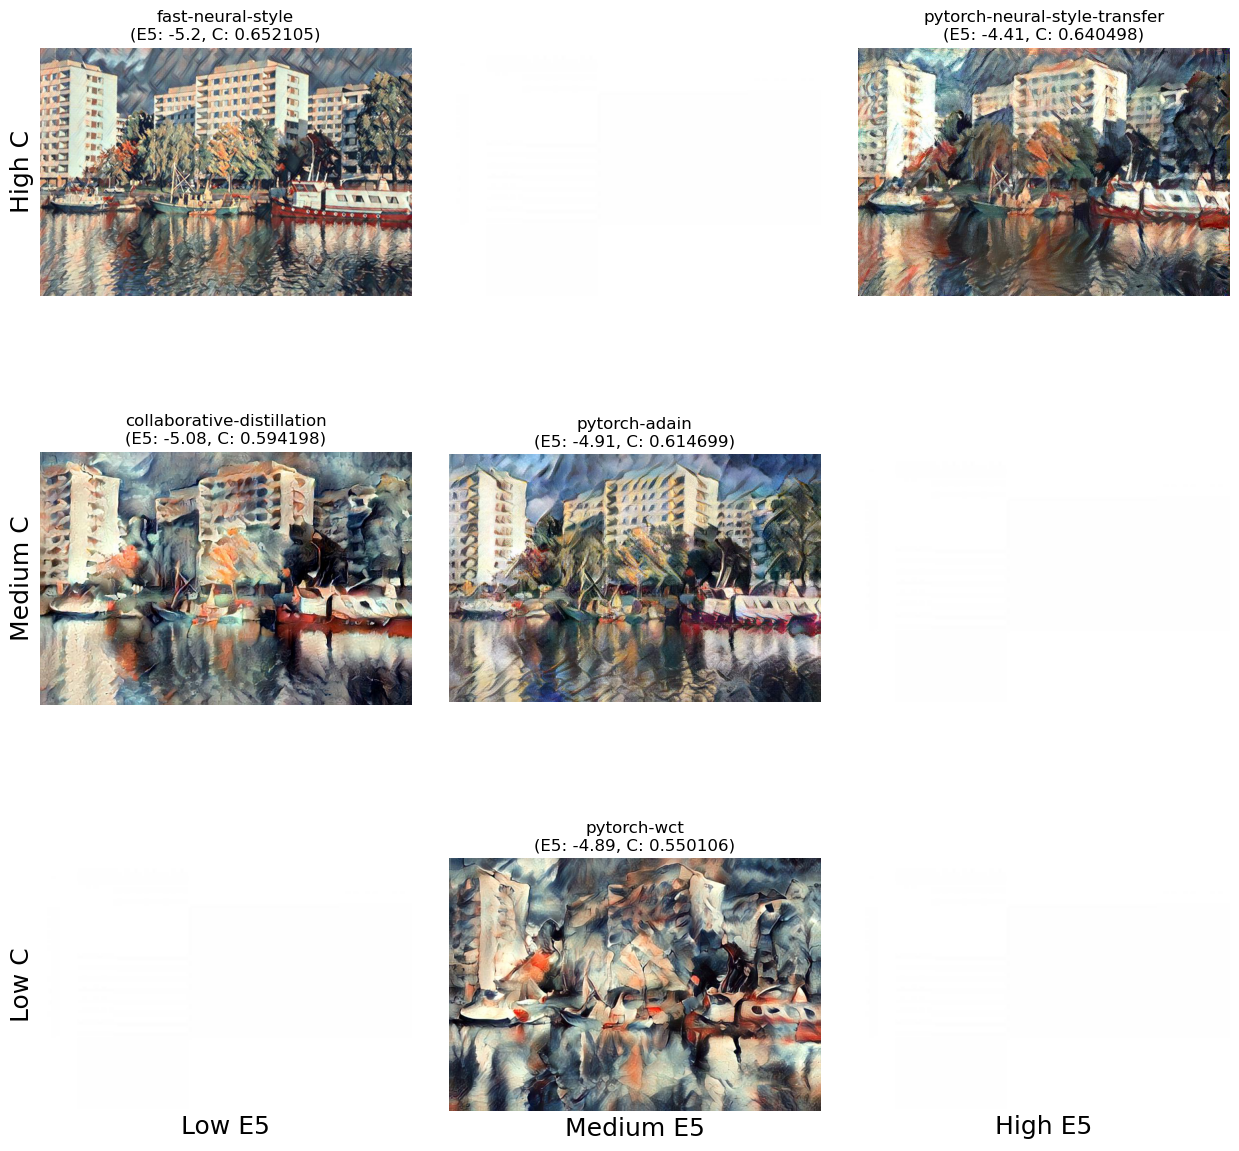 fast-neural-style
(E5: -5.2, C: 0.652105)
pytorch-neural-style-transfer
(E5: -4.41, C: 0.640498)
High C
collaborative-distillation
(E5: -5.08, C: 0.594198)
pytorch-adain
(E5: -4.91, C: 0.614699)
Medium C
pytorch-wct
(E5: -4.89, C: 0.550106)
Low C
Low E5
Medium E5
High E5